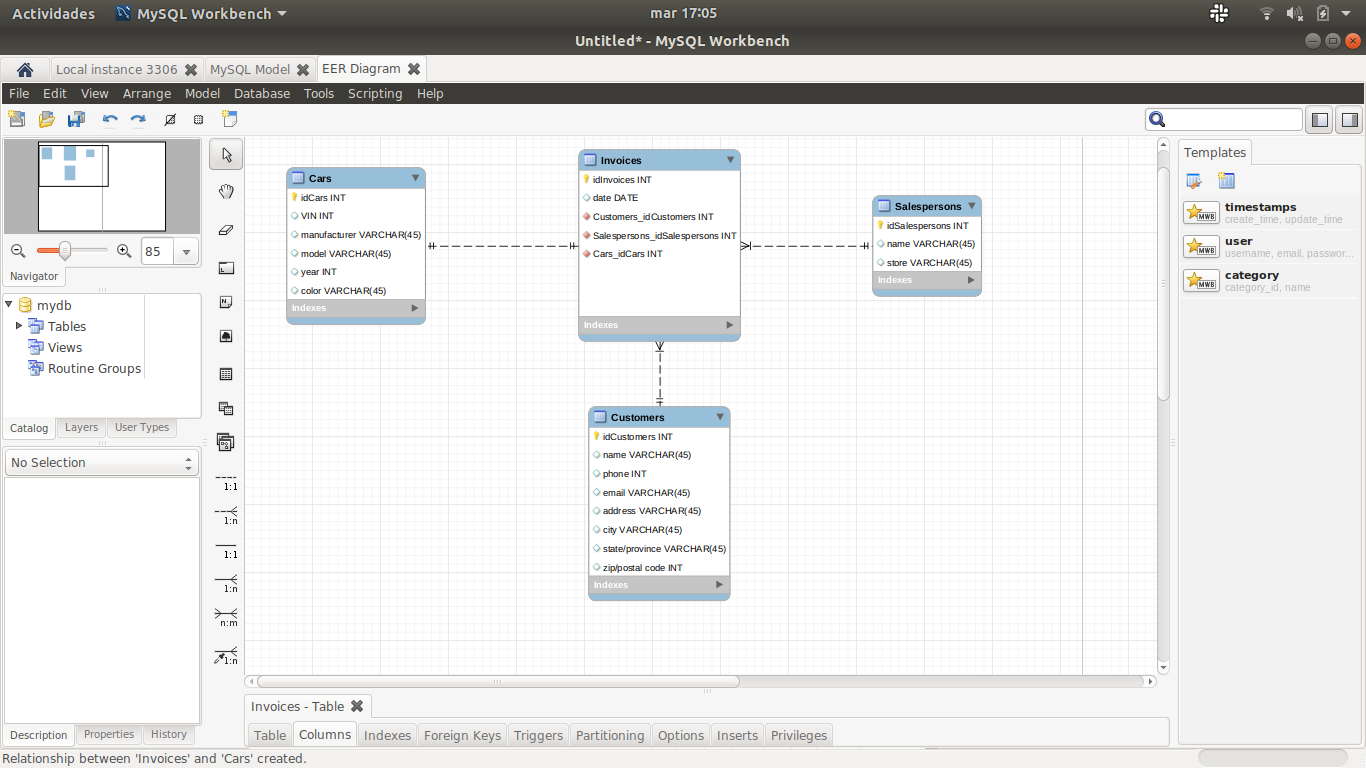 Actividades MySQL Workbench mar 17:05
Untitled* - MySQL Workbench
Local instance 3306 MySQL Model EER Diagram
File Edit View Arrange Model Database Tools Scripting Help
85
Navigator
mydb
Tables
Views
Routine Groups
Catalog Layers User Types
No Selection
Description Properties History
1:1
1:n
1:1
1:n
n:m
1:n
Cars
idCars INT
VIN INT
manufacturer VARCHAR(45)
model VARCHAR(45)
year INT
color VARCHAR(45)
Indexes
Invoices
idInvoices INT
date DATE
Customers_idCustomers INT
Salespersons_idSalespersons INT
Cars_idCars INT
Indexes
Salespersons
idSalespersons INT
name VARCHAR(45)
store VARCHAR(45)
Indexes
Customers
idCustomers INT
name VARCHAR(45)
phone INT
email VARCHAR(45)
address VARCHAR(45)
city VARCHAR(45)
state/province VARCHAR(45)
zip/postal code INT
Indexes
Templates
MWB timestamps
create_time, update_time
MWB user
username, email, passwor...
MWB category
category_id, name
Invoices - Table
Table Columns Indexes Foreign Keys Triggers Partitioning Options Inserts Privileges
Relationship between 'Invoices' and 'Cars' created.